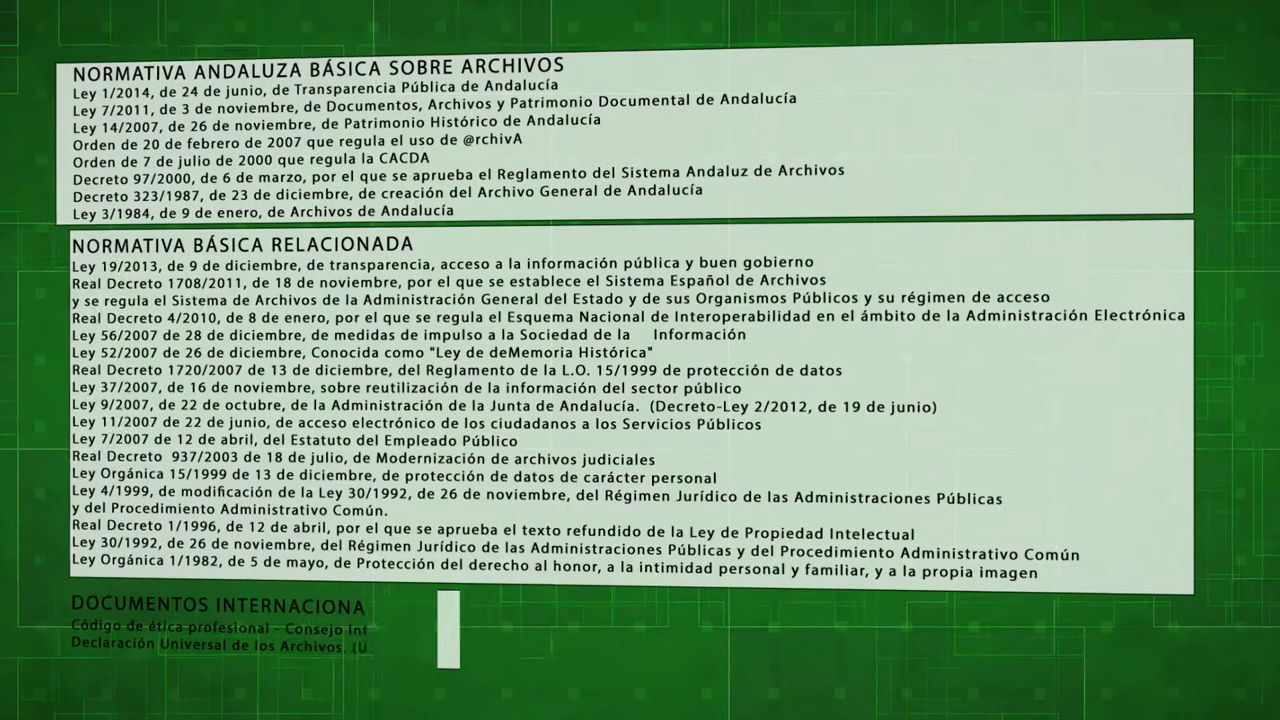 NORMATIVA ANDALUZA BÁSICA SOBRE ARCHIVOS
Ley 1/2014, de 24 de junio, de Transparencia Pública de Andalucía
Ley 7/2011, de 3 de noviembre, de Documentos, Archivos y Patrimonio Documental de Andalucía
Ley 14/2007, de 26 de noviembre, de Patrimonio Histórico de Andalucía
Orden de 20 de febrero de 2007 que regula el uso de @rchivA
Orden de 7 de julio de 2000 que regula la CACDA
Decreto 97/2000, de 6 de marzo, por el que se aprueba el Reglamento del Sistema Andaluz de Archivos
Decreto 323/1987, de 23 de diciembre, de creación del Archivo General de Andalucía
Ley 3/1984, de 9 de enero, de Archivos de Andalucía
NORMATIVA BÁSICA RELACIONADA
Ley 19/2013, de 9 de diciembre, de transparencia, acceso a la información pública y buen gobierno
Real Decreto 1708/2011, de 18 de noviembre, por el que se establece el Sistema Español de Archivos
y se regula el Sistema de Archivos de la Administración General del Estado y de sus Organismos Públicos y su régimen de acceso
Real Decreto 4/2010, de 8 de enero, por el que se regula el Esquema Nacional de Interoperabilidad en el ámbito de la Administración Electrónica
Ley 56/2007 de 28 de diciembre, de medidas de impulso a la Sociedad de la Información
Ley 52/2007 de 26 de diciembre, Conocida como "Ley de deMemoria Histórica"
Real Decreto 1720/2007 de 13 de diciembre, del Reglamento de la L.O. 15/1999 de protección de datos
Ley 37/2007, de 16 de noviembre, sobre reutilización de la información del sector público
Ley 9/2007, de 22 de octubre, de la Administración de la Junta de Andalucía. (Decreto-Ley 2/2012, de 19 de junio)
Ley 11/2007 de 22 de junio, de acceso electrónico de los ciudadanos a los Servicios Públicos
Ley 7/2007 de 12 de abril, del Estatuto del Empleado Público
Real Decreto 937/2003 de 18 de julio, de Modernización de archivos judiciales
Ley Orgánica 15/1999 de 13 de diciembre, de protección de datos de carácter personal
Ley 4/1999, de modificación de la Ley 30/1992, de 26 de noviembre, del Régimen Jurídico de las Administraciones Públicas
y del Procedimiento Administrativo Común.
Real Decreto 1/1996, de 12 de abril, por el que se aprueba el texto refundido de la Ley de Propiedad Intelectual
Ley 30/1992, de 26 de noviembre, del Régimen Jurídico de las Administraciones Públicas y del Procedimiento Administrativo Común
Ley Orgánica 1/1982, de 5 de mayo, de Protección del derecho al honor, a la intimidad personal y familiar, y a la propia imagen
DOCUMENTOS INTERNACIONA
Código de ética profesional - Consejo Int
Declaración Universal de los Archivos. (U